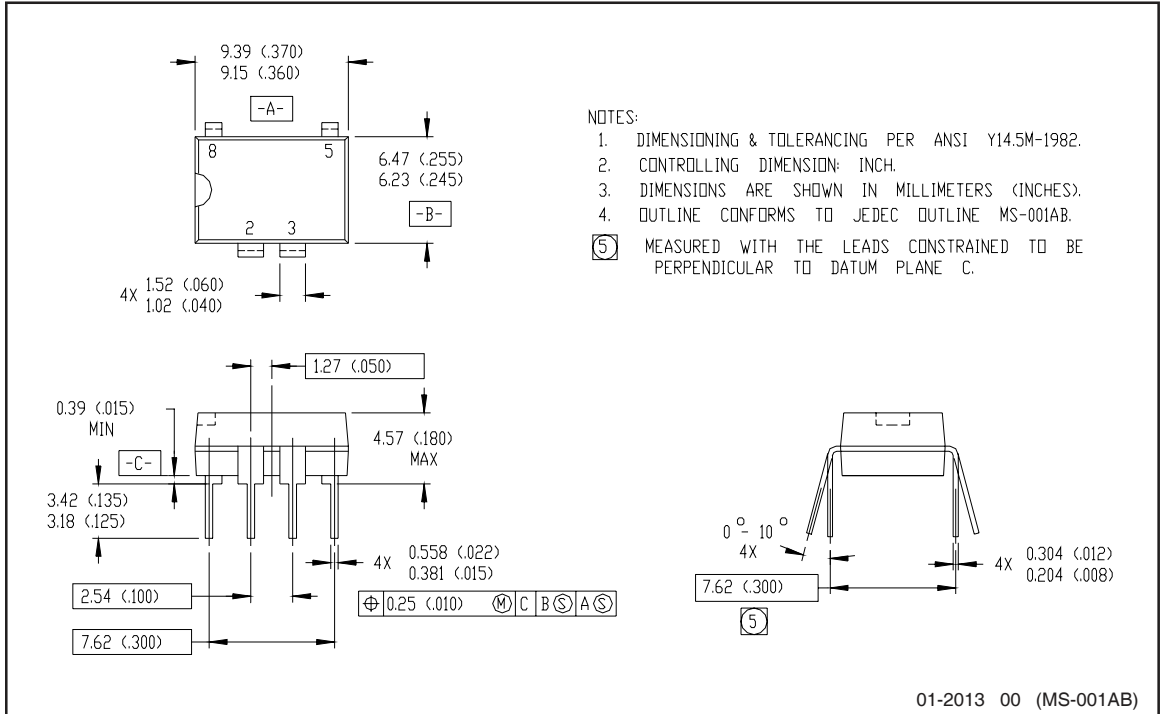 9.39 (.370)
9.15 (.360)
-A-
8
5
6.47 (.255)
6.23 (.245)
-B-
2
3
4X 1.52 (.060)
1.02 (.040)
NOTES:
1. DIMENSIONING & TOLERANCING PER ANSI Y14.5M-1982.
2. CONTROLLING DIMENSION: INCH.
3. DIMENSIONS ARE SHOWN IN MILLIMETERS (INCHES).
4. OUTLINE CONFORMS TO JEDEC OUTLINE MS-001AB.
5 MEASURED WITH THE LEADS CONSTRAINED TO BE
PERPENDICULAR TO DATUM PLANE C.
1.27 (.050)
0.39 (.015)
MIN
-C-
4.57 (.180)
MAX
3.42 (.135)
3.18 (.125)
4X 0.558 (.022)
0.381 (.015)
2.54 (.100)
⌖ 0.25 (.010) Ⓜ C B Ⓢ A Ⓢ
7.62 (.300)
0° - 10°
4X
7.62 (.300)
5
4X 0.304 (.012)
0.204 (.008)
01-2013 00 (MS-001AB)